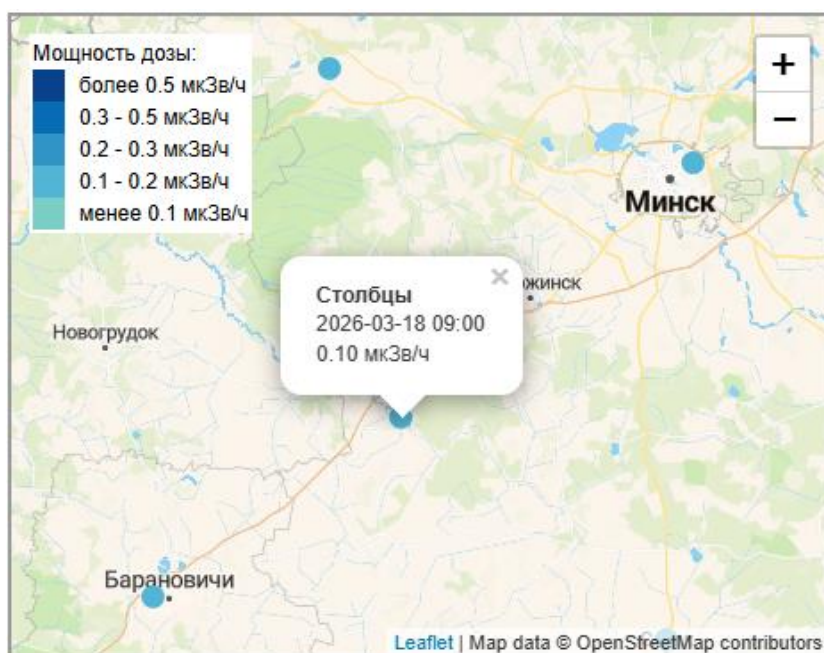 Мощность дозы:
более 0.5 мкЗв/ч
0.3 - 0.5 мкЗв/ч
0.2 - 0.3 мкЗв/ч
0.1 - 0.2 мкЗв/ч
менее 0.1 мкЗв/ч
+
−
Минск
Столбцы
×
2026-03-18 09:00
0.10 мкЗв/ч
ожинск
Новогрудок
Барановичи
Leaflet | Map data © OpenStreetMap contributors